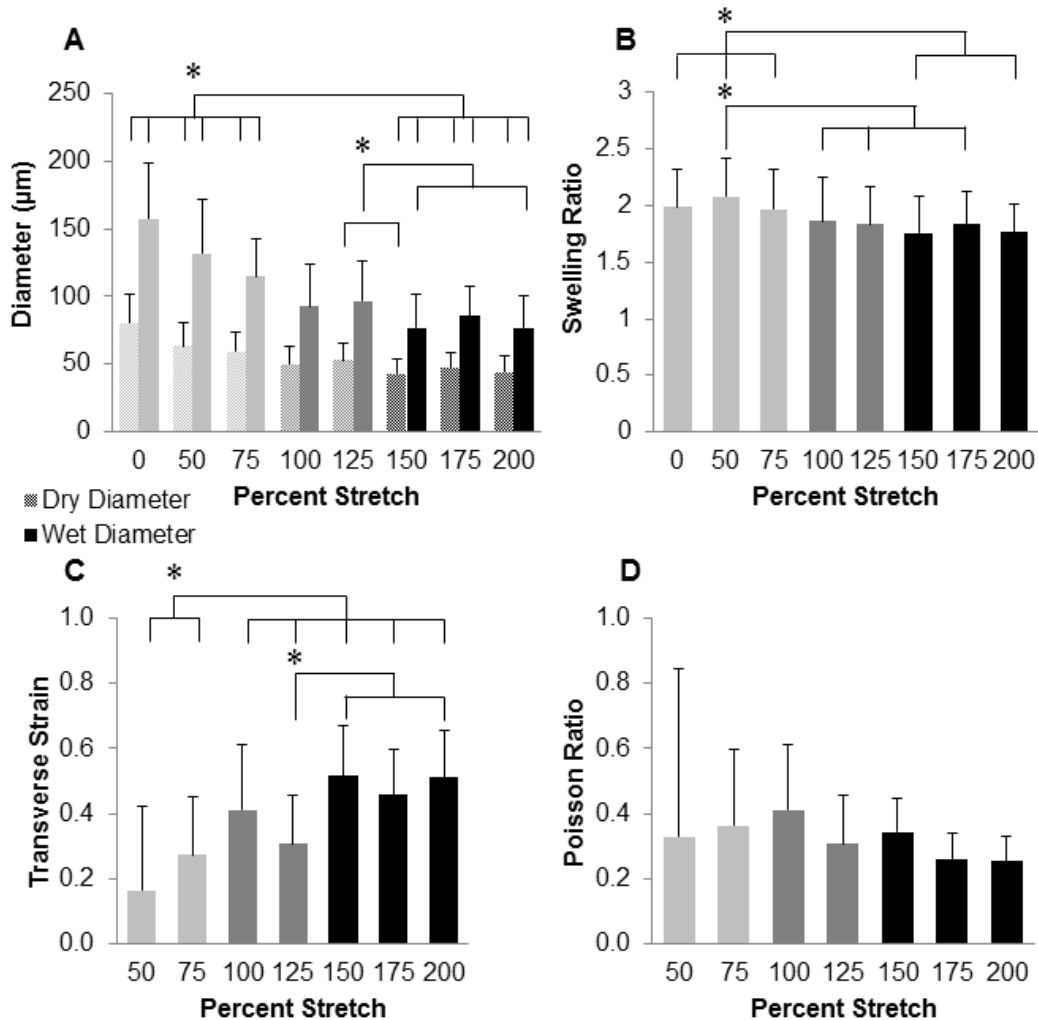 A
*
*
Diameter (µm)
250
200
150
100
50
0
0 50 75 100 125 150 175 200
Percent Stretch
Dry Diameter
Wet Diameter
B
*
*
Swelling Ratio
3
2.5
2
1.5
1
0.5
0
0 50 75 100 125 150 175 200
Percent Stretch
C
*
*
Transverse Strain
1.0
0.8
0.6
0.4
0.2
0.0
50 75 100 125 150 175 200
Percent Stretch
D
Poisson Ratio
1.0
0.8
0.6
0.4
0.2
0.0
50 75 100 125 150 175 200
Percent Stretch